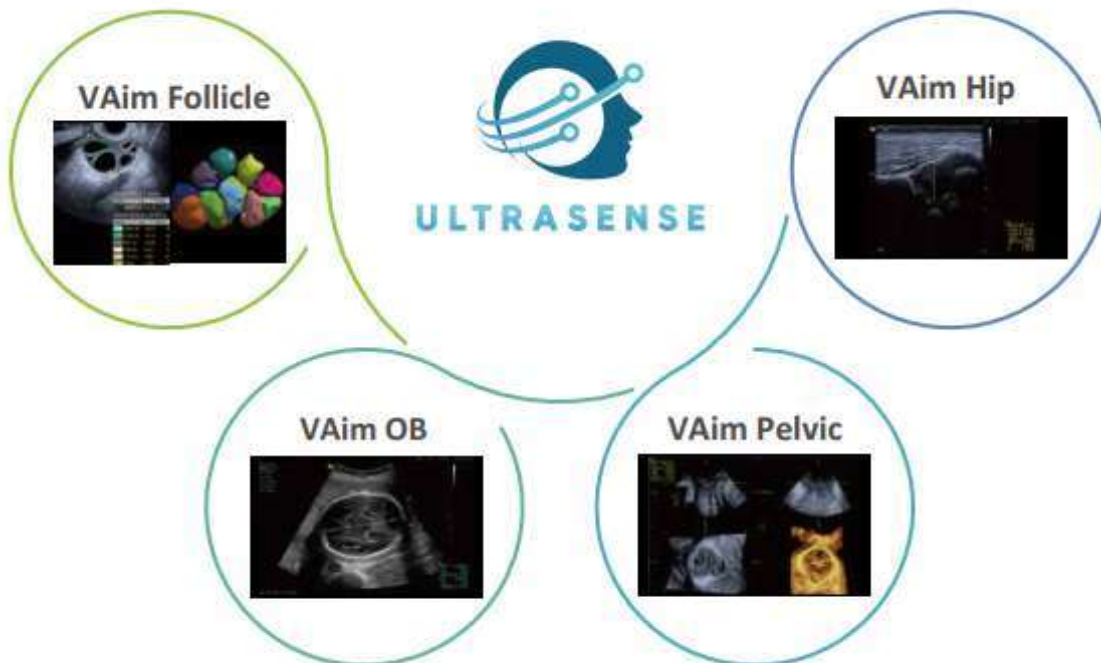 VAim Follicle
ULTRASENSE
VAim Hip
VAim OB
VAim Pelvic